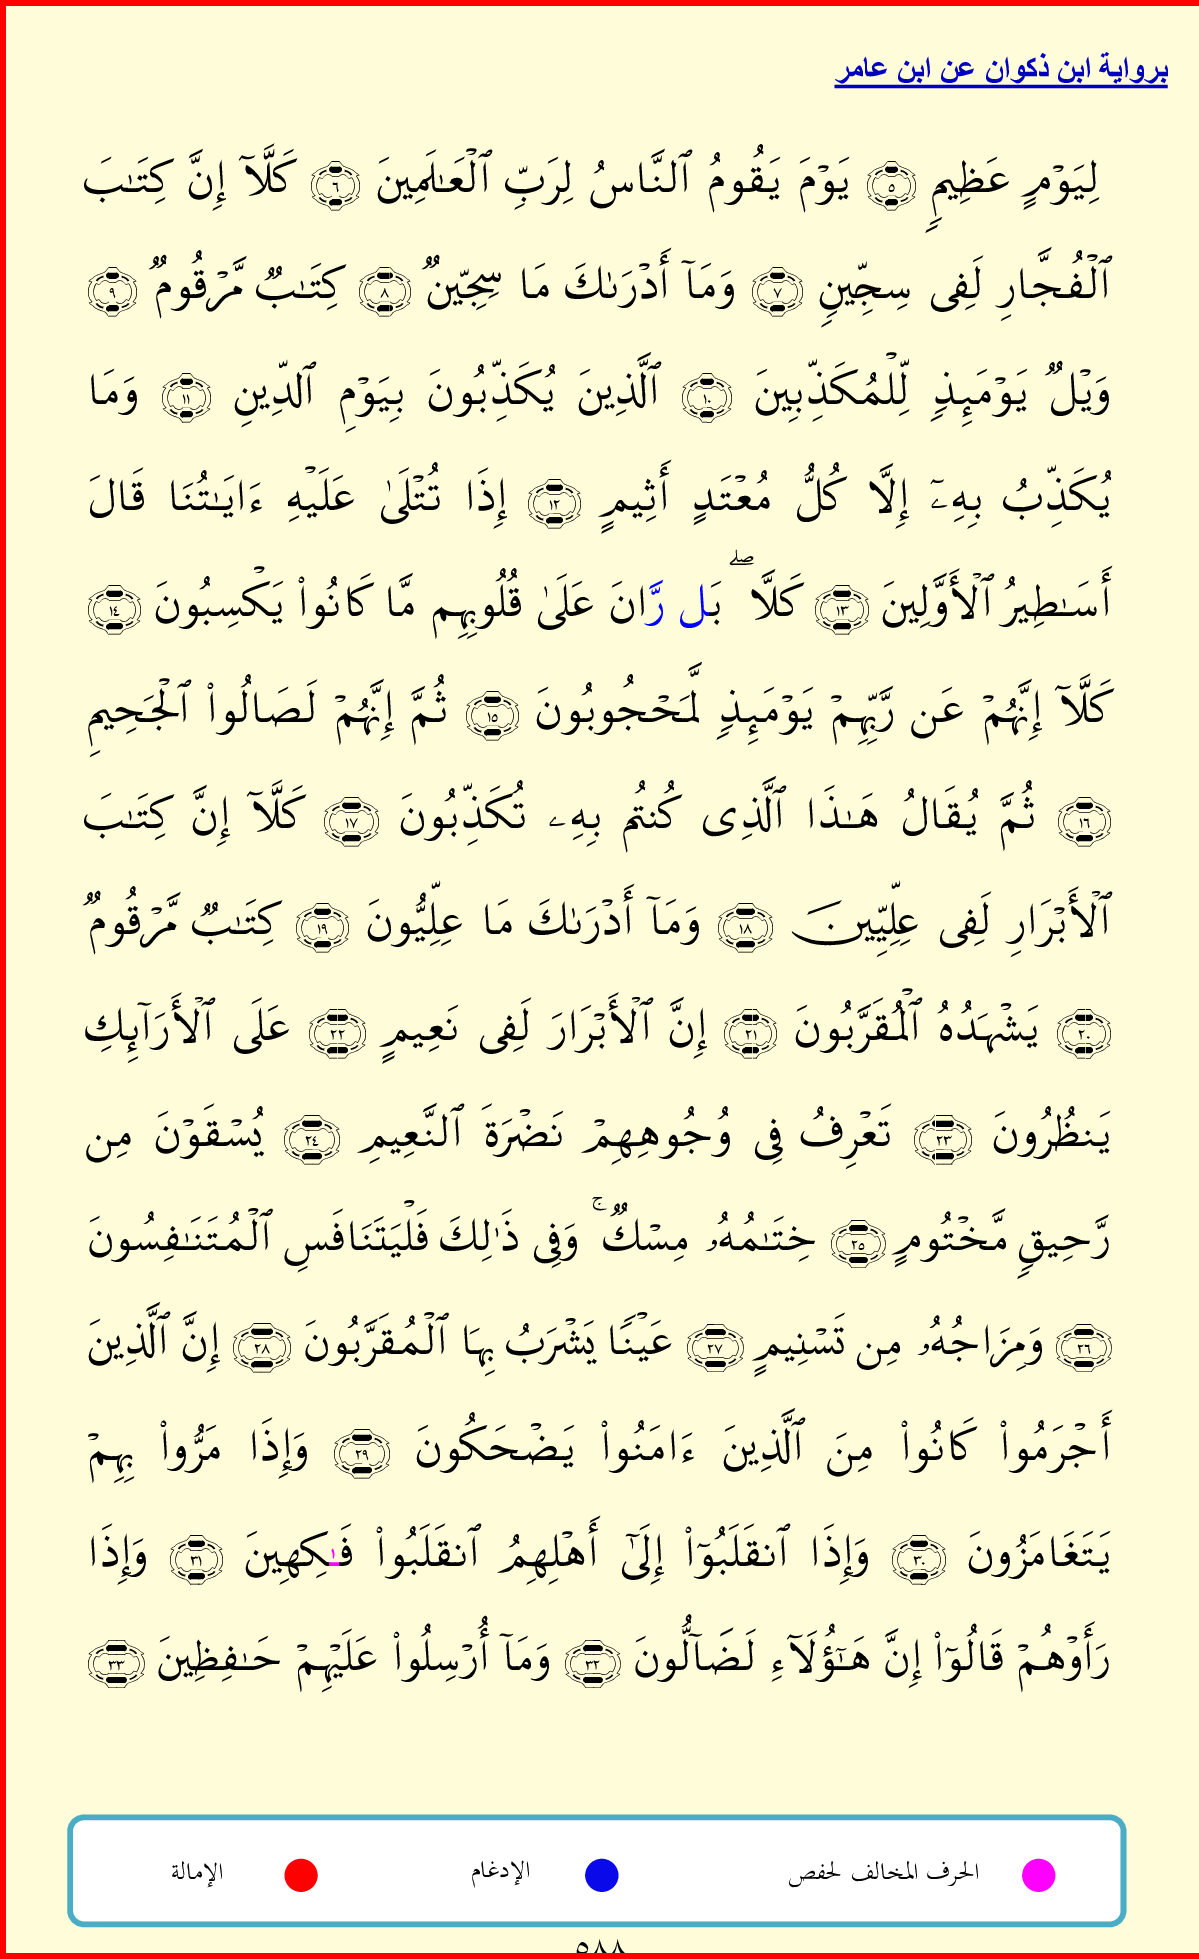 برواية ابن ذكوان عن ابن عامر
لِيَوْمٍ عَظِيمٍ ٥ يَوْمَ يَقُومُ ٱلنَّاسُ لِرَبِّ ٱلْعَـٰلَمِينَ ٦ كَلَّآ إِنَّ كِتَـٰبَ
ٱلْفُجَّارِ لَفِى سِجِّينٍ ٧ وَمَآ أَدْرَىٰكَ مَا سِجِّينٌ ٨ كِتَـٰبٌ مَّرْقُومٌ ٩
وَيْلٌ يَوْمَئِذٍ لِّلْمُكَذِّبِينَ ١٠ ٱلَّذِينَ يُكَذِّبُونَ بِيَوْمِ ٱلدِّينِ ١١ وَمَا
يُكَذِّبُ بِهِۦٓ إِلَّا كُلُّ مُعْتَدٍ أَثِيمٍ ١٢ إِذَا تُتْلَىٰ عَلَيْهِ ءَايَـٰتُنَا قَالَ
أَسَـٰطِيرُ ٱلْأَوَّلِينَ ١٣ كَلَّا ۖ بَل رَّانَ عَلَىٰ قُلُوبِهِم مَّا كَانُوا۟ يَكْسِبُونَ ١٤
كَلَّآ إِنَّهُمْ عَن رَّبِّهِمْ يَوْمَئِذٍ لَّمَحْجُوبُونَ ١٥ ثُمَّ إِنَّهُمْ لَصَالُوا۟ ٱلْجَحِيمِ
١٦ ثُمَّ يُقَالُ هَـٰذَا ٱلَّذِى كُنتُم بِهِۦ تُكَذِّبُونَ ١٧ كَلَّآ إِنَّ كِتَـٰبَ
ٱلْأَبْرَارِ لَفِى عِلِّيِّينَ ١٨ وَمَآ أَدْرَىٰكَ مَا عِلِّيُّونَ ١٩ كِتَـٰبٌ مَّرْقُومٌ
٢٠ يَشْهَدُهُ ٱلْمُقَرَّبُونَ ٢١ إِنَّ ٱلْأَبْرَارَ لَفِى نَعِيمٍ ٢٢ عَلَى ٱلْأَرَآئِكِ
يَنظُرُونَ ٢٣ تَعْرِفُ فِى وُجُوهِهِمْ نَضْرَةَ ٱلنَّعِيمِ ٢٤ يُسْقَوْنَ مِن
رَّحِيقٍ مَّخْتُومٍ ٢٥ خِتَـٰمُهُۥ مِسْكٌ ۚ وَفِى ذَٰلِكَ فَلْيَتَنَافَسِ ٱلْمُتَنَـٰفِسُونَ
٢٦ وَمِزَاجُهُۥ مِن تَسْنِيمٍ ٢٧ عَيْنًا يَشْرَبُ بِهَا ٱلْمُقَرَّبُونَ ٢٨ إِنَّ ٱلَّذِينَ
أَجْرَمُوا۟ كَانُوا۟ مِنَ ٱلَّذِينَ ءَامَنُوا۟ يَضْحَكُونَ ٢٩ وَإِذَا مَرُّوا۟ بِهِمْ
يَتَغَامَزُونَ ٣٠ وَإِذَا ٱنقَلَبُوٓا۟ إِلَىٰٓ أَهْلِهِمُ ٱنقَلَبُوا۟ فَـٰكِهِينَ ٣١ وَإِذَا
رَأَوْهُمْ قَالُوٓا۟ إِنَّ هَـٰٓؤُلَآءِ لَضَآلُّونَ ٣٢ وَمَآ أُرْسِلُوا۟ عَلَيْهِمْ حَـٰفِظِينَ ٣٣
الحرف المخالف لحفص الإدغام الإمالة
٥٨٨